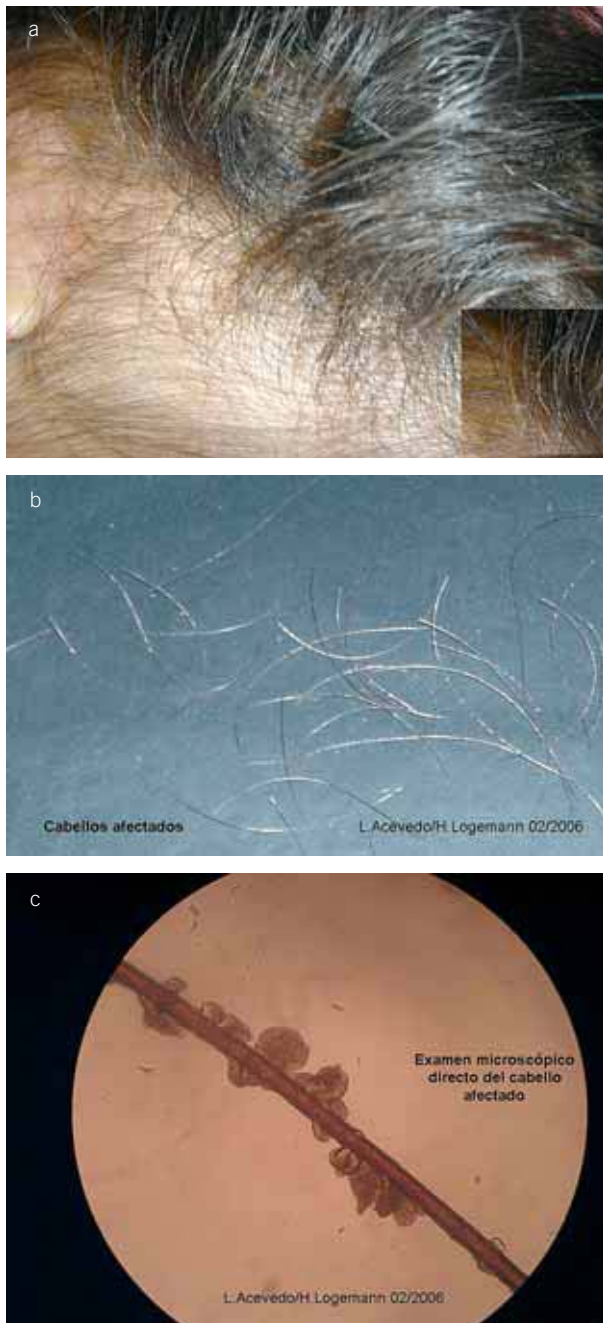 a
b
Cabellos afectados
L.Acevedo/H.Logemann 02/2006
c
Examen microscópico
directo del cabello
afectado
L.Acevedo/H.Logemann 02/2006